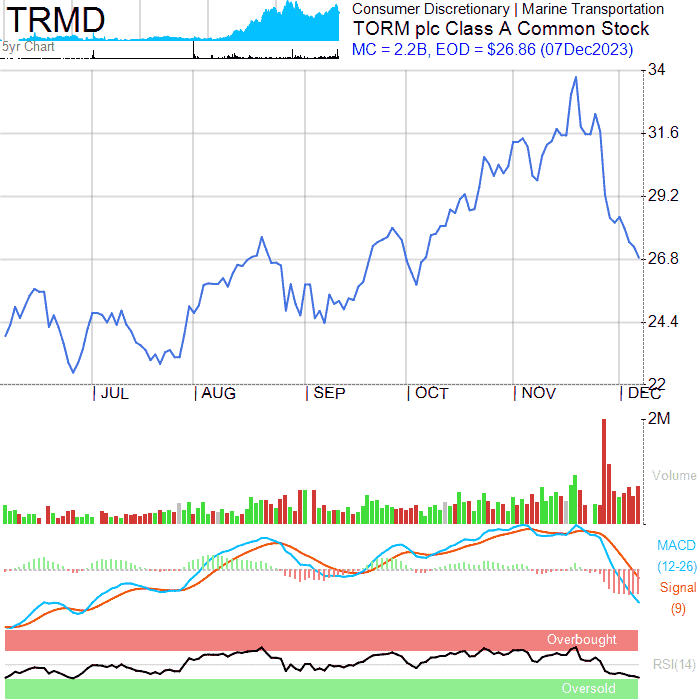 TRMD
5yr Chart
Consumer Discretionary | Marine Transportation
TORM plc Class A Common Stock
MC = 2.2B, EOD = $26.86 (07Dec2023)
34
31.6
29.2
26.8
24.4
22
JUL AUG SEP OCT NOV DEC
2M
Volume
MACD
(12-26)
Signal
(9)
Overbought
RSI(14)
Oversold